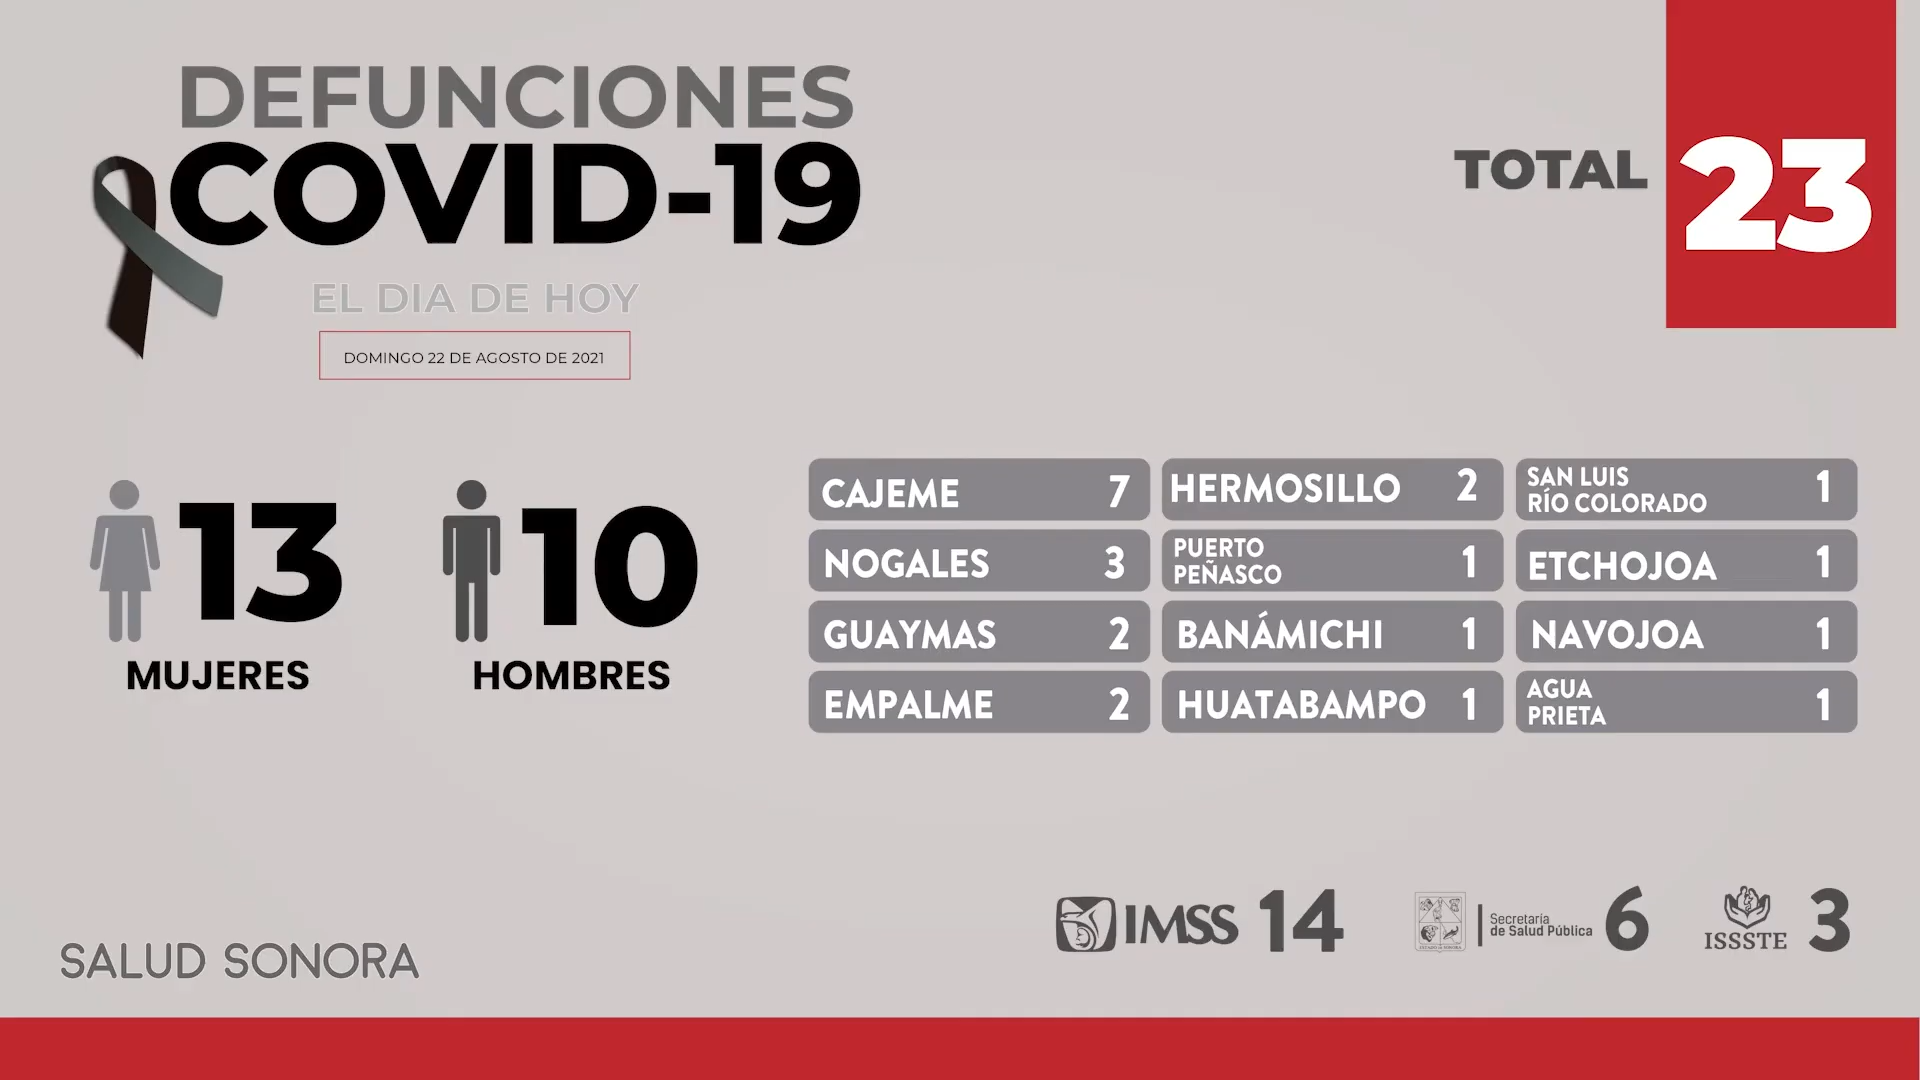 DEFUNCIONES
COVID-19
EL DIA DE HOY
DOMINGO 22 DE AGOSTO DE 2021
TOTAL 23
13
MUJERES
10
HOMBRES
CAJEME 7
NOGALES 3
GUAYMAS 2
EMPALME 2
HERMOSILLO 2
PUERTO
PEÑASCO 1
BANÁMICHI 1
HUATABAMPO 1
SAN LUIS
RÍO COLORADO 1
ETCHOJOA 1
NAVOJOA 1
AGUA
PRIETA 1
IMSS 14
Secretaría
de Salud Pública 6
ISSSTE 3
SALUD SONORA